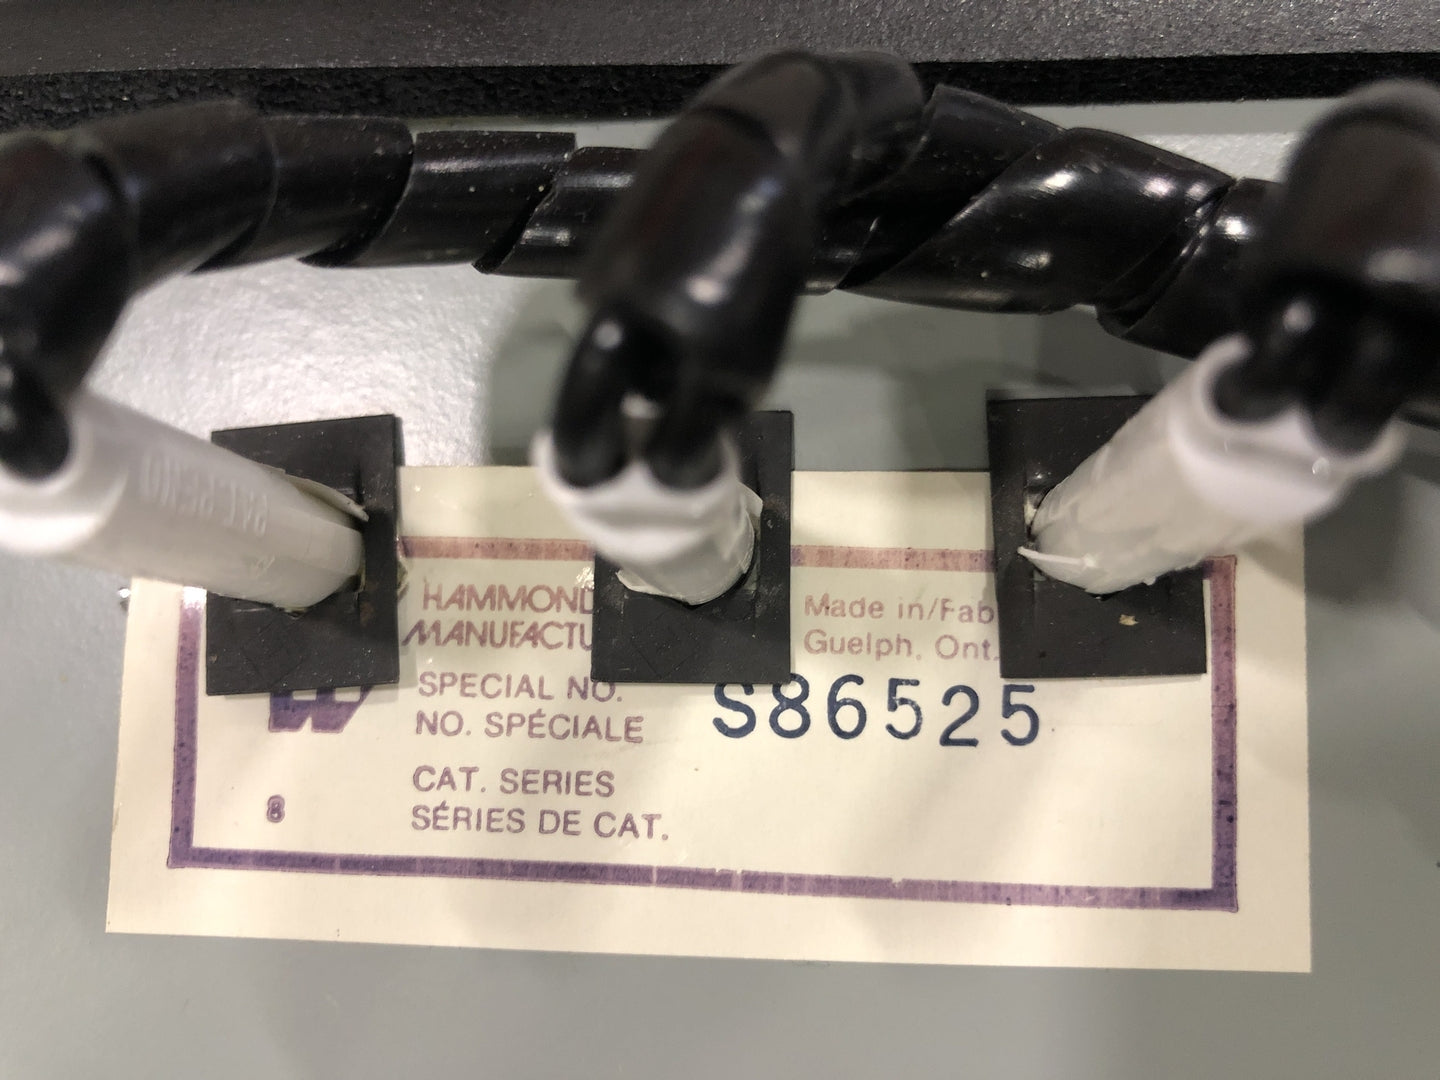 HAMMOND
MANUFACTU
Made in/Fab
Guelph, Ont.
SPECIAL NO.
NO. SPÉCIALE
S86525
CAT. SERIES
SÉRIES DE CAT.
8